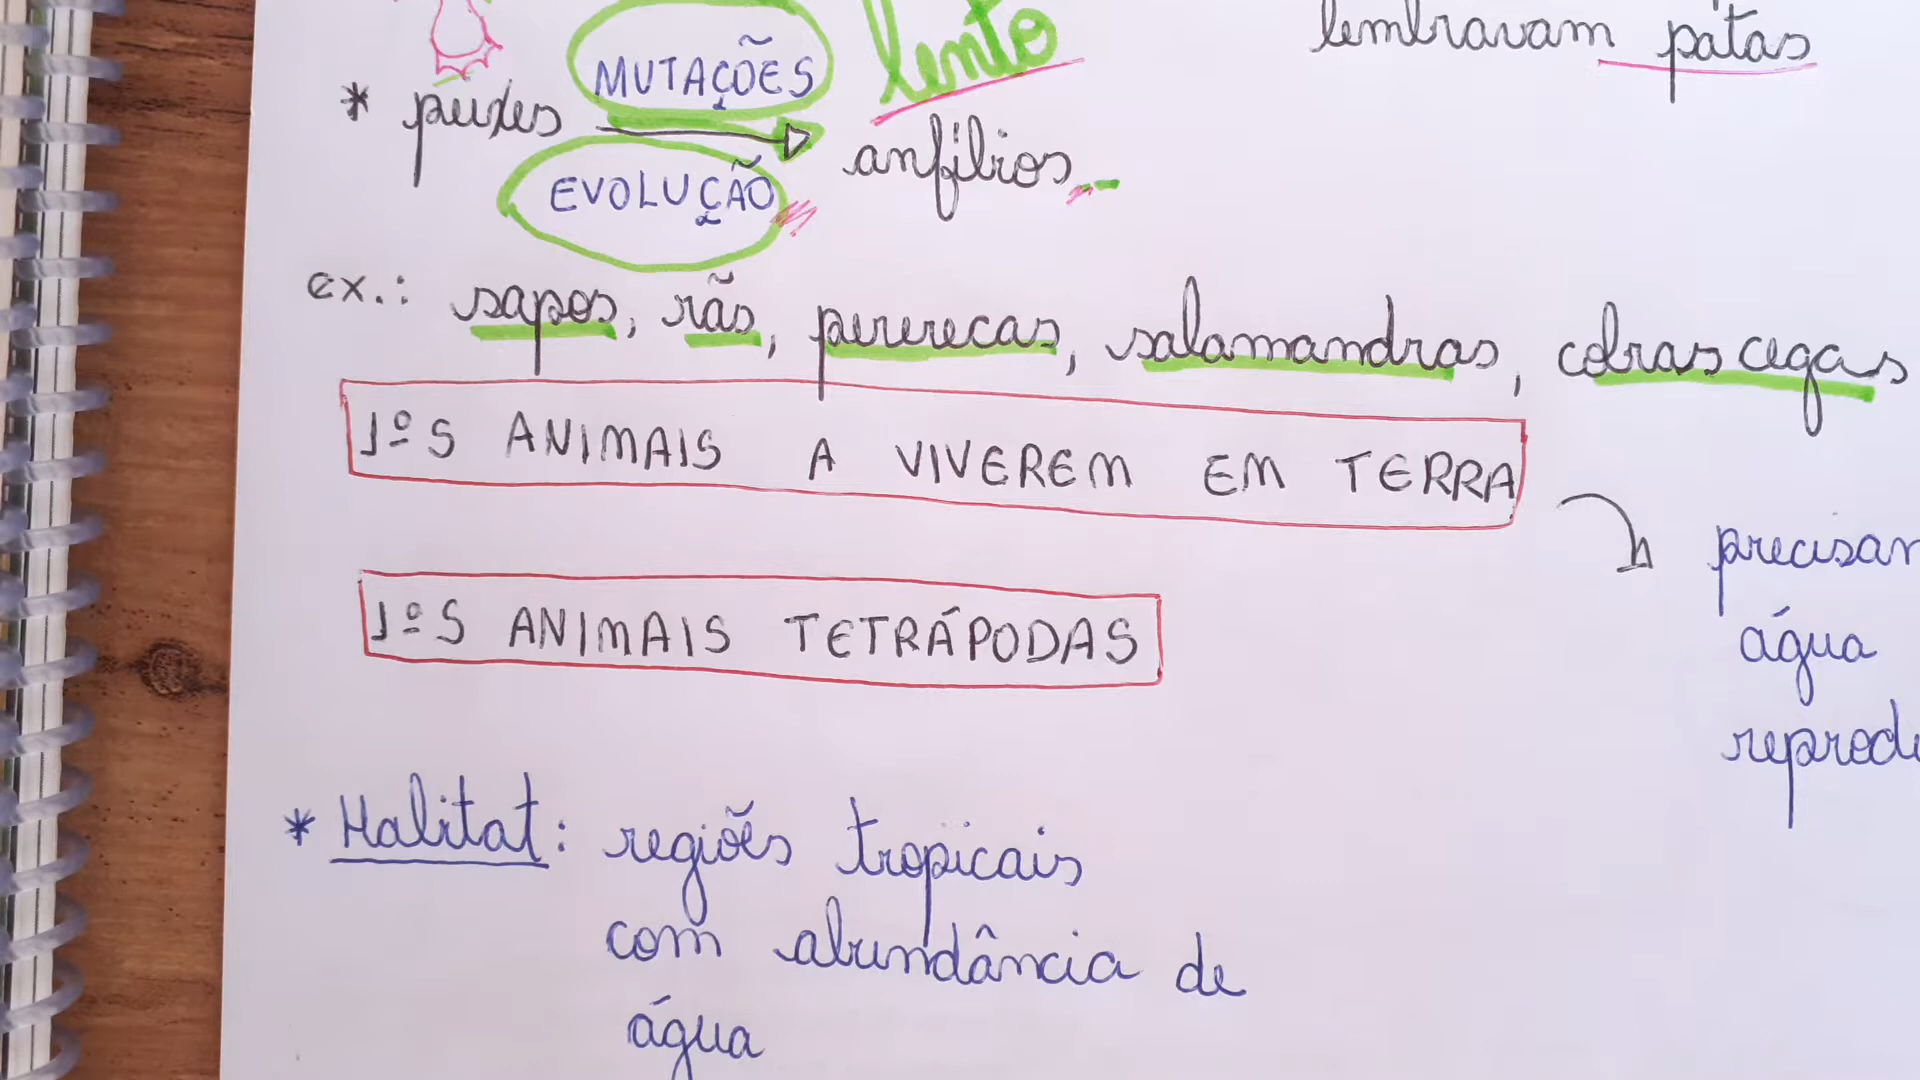 lembravam patas
MUTAÇÕES lento
* peixes → anfíbios
EVOLUÇÃO
ex.: sapos, rãs, pererecas, salamandras, cobras cegas
1ºS ANIMAIS A VIVEREM EM TERRA
precisam
água
1ºS ANIMAIS TETRÁPODAS
* Habitat: regiões tropicais
com abundância de
água